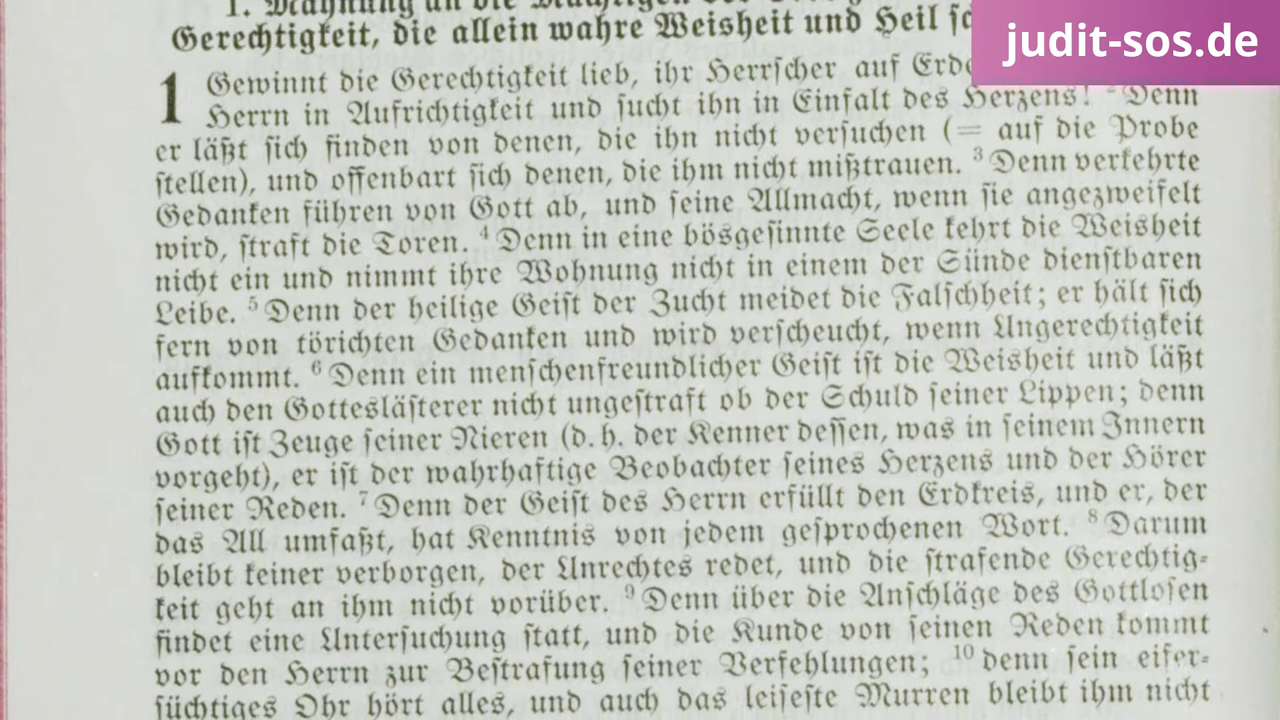 1. Mahnung an die Mächtigen
Gerechtigkeit, die allein wahre Weisheit und Heil
judit-sos.de
1 Gewinnt die Gerechtigkeit lieb, ihr Herrscher auf
Herrn in Aufrichtigkeit und sucht ihn in Einfalt des Herzens! ² Denn
er läßt sich finden von denen, die ihn nicht versuchen (= auf die Probe
stellen), und offenbart sich denen, die ihm nicht mißtrauen. ³ Denn verkehrte
Gedanken führen von Gott ab, und seine Allmacht, wenn sie angezweifelt
wird, straft die Toren. ⁴ Denn in eine bösgesinnte Seele kehrt die Weisheit
nicht ein und nimmt ihre Wohnung nicht in einem der Sünde dienstbaren
Leibe. ⁵ Denn der heilige Geist der Zucht meidet die Falschheit; er hält sich
fern von törichten Gedanken und wird verscheucht, wenn Ungerechtigkeit
aufkommt. ⁶ Denn ein menschenfreundlicher Geist ist die Weisheit und läßt
auch den Gotteslästerer nicht ungestraft ob der Schuld seiner Lippen; denn
Gott ist Zeuge seiner Nieren (d. h. der Kenner dessen, was in seinem Innern
vorgeht), er ist der wahrhaftige Beobachter seines Herzens und der Hörer
seiner Reden. ⁷ Denn der Geist des Herrn erfüllt den Erdkreis, und er, der
das All umfaßt, hat Kenntnis von jedem gesprochenen Wort. ⁸ Darum
bleibt keiner verborgen, der Unrechtes redet, und die strafende Gerechtig-
keit geht an ihm nicht vorüber. ⁹ Denn über die Anschläge des Gottlosen
findet eine Untersuchung statt, und die Kunde von seinen Reden kommt
vor den Herrn zur Bestrafung seiner Verfehlungen; ¹⁰ denn sein eifer-
süchtiges Ohr hört alles, und auch das leiseste Murren bleibt ihm nicht